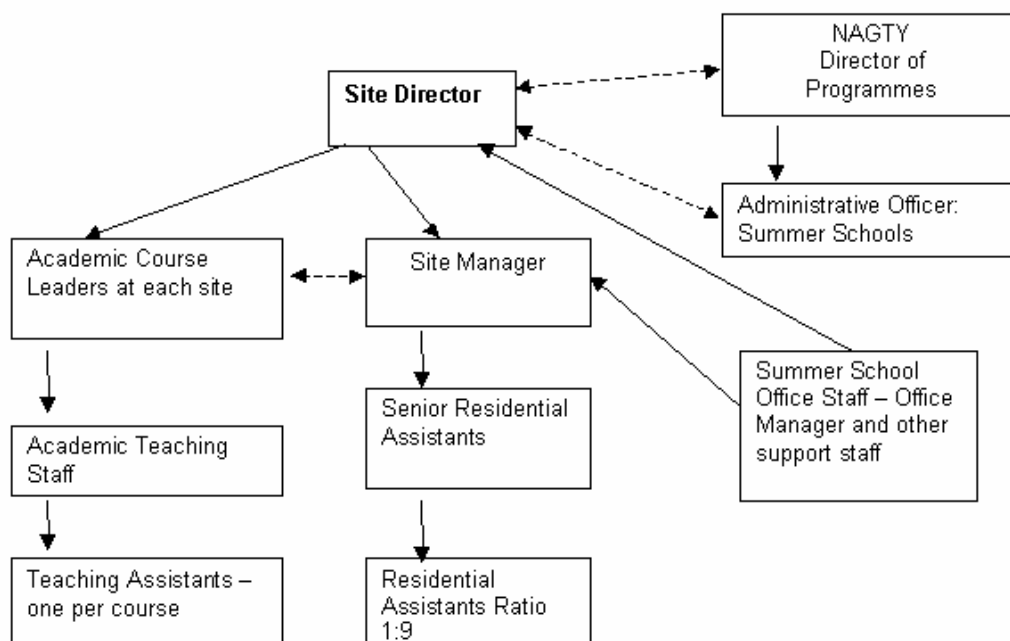 NAGTY
Director of
Programmes
Site Director
Administrative Officer:
Summer Schools
Academic Course
Leaders at each site
Site Manager
Summer School
Office Staff – Office
Manager and other
support staff
Senior Residential
Assistants
Academic Teaching
Staff
Teaching Assistants –
one per course
Residential
Assistants Ratio
1:9